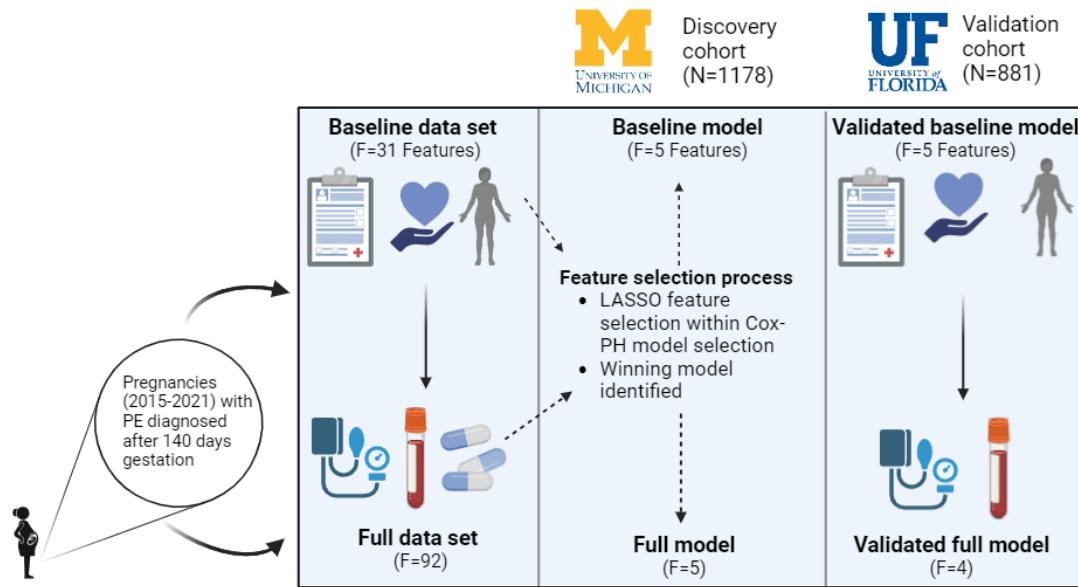 M
UNIVERSITY OF
MICHIGAN
Discovery
cohort
(N=1178)
UF
UNIVERSITY of
FLORIDA
Validation
cohort
(N=881)
Baseline data set
(F=31 Features)
Baseline model
(F=5 Features)
Validated baseline model
(F=5 Features)
Feature selection process
• LASSO feature
selection within Cox-
PH model selection
• Winning model
identified
Pregnancies
(2015-2021) with
PE diagnosed
after 140 days
gestation
Full data set
(F=92)
Full model
(F=5)
Validated full model
(F=4)